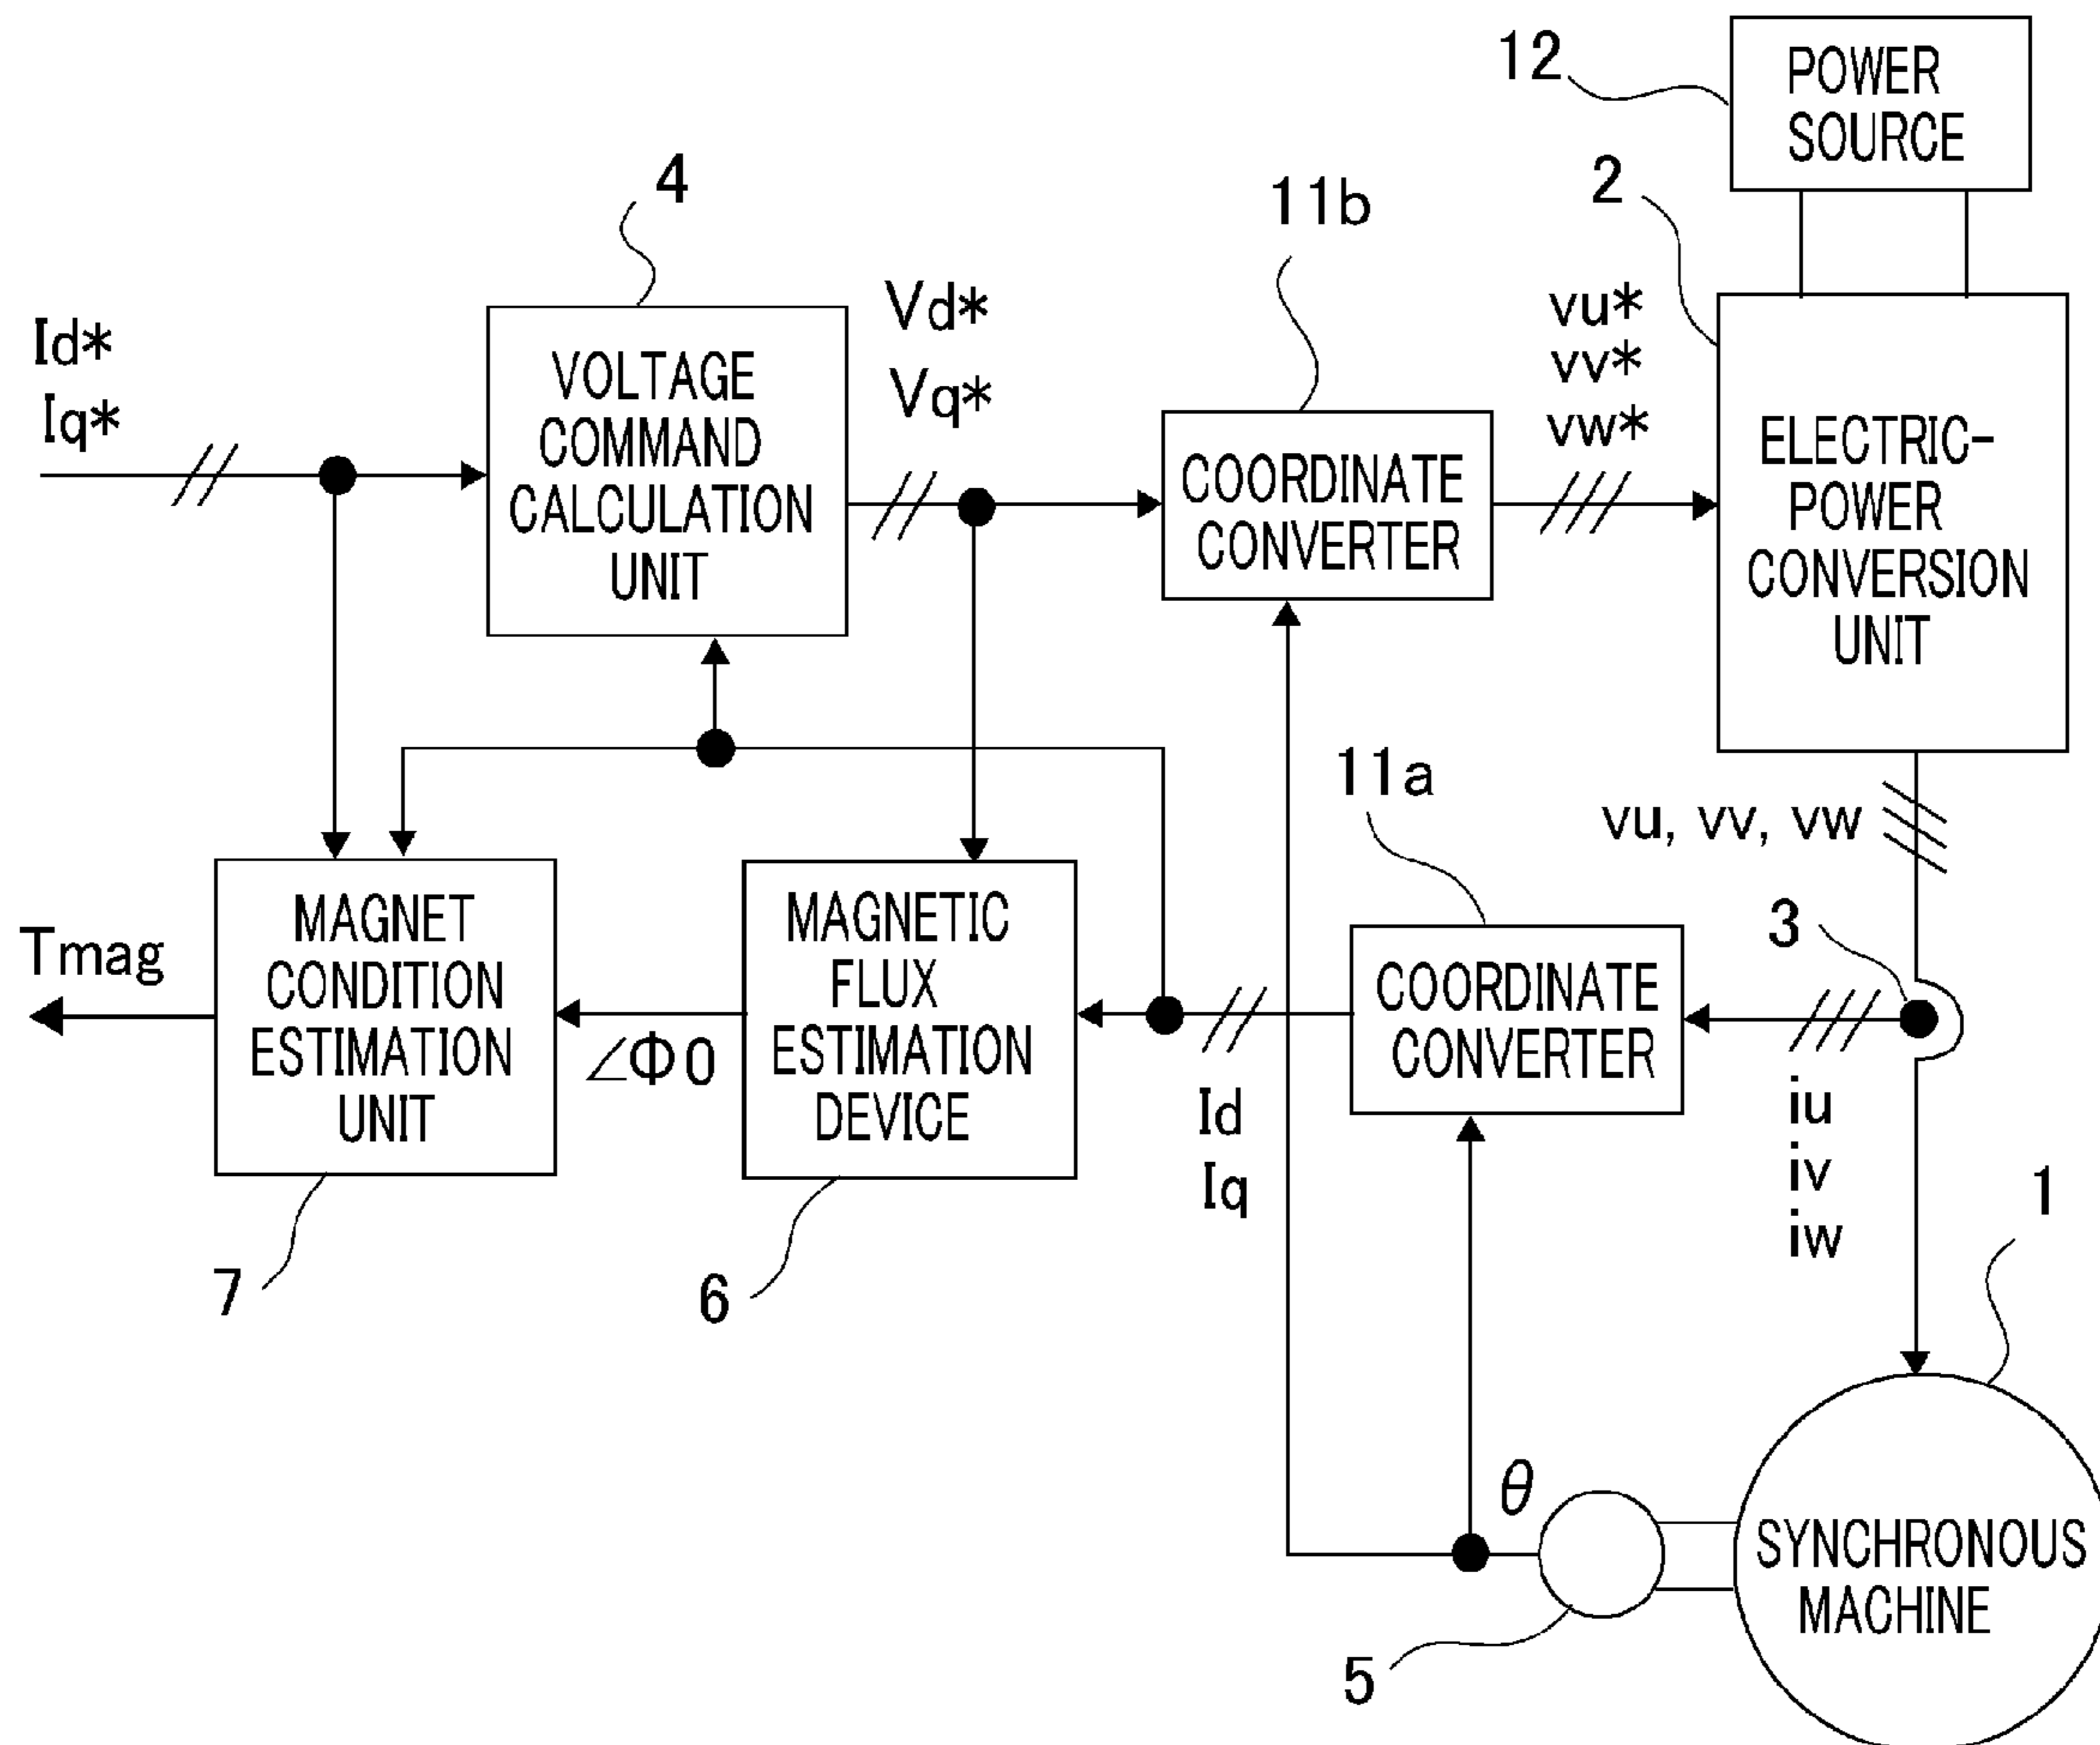 12
POWER
SOURCE
4
11b
2
Id*
Iq*
VOLTAGE
COMMAND
CALCULATION
UNIT
Vd*
Vq*
COORDINATE
CONVERTER
vu*
vv*
vw*
ELECTRIC-
POWER
CONVERSION
UNIT
11a
vu, vv, vw
Tmag
MAGNET
CONDITION
ESTIMATION
UNIT
∠Φ0
MAGNETIC
FLUX
ESTIMATION
DEVICE
Id
Iq
COORDINATE
CONVERTER
3
iu
iv
iw
1
7
6
θ
SYNCHRONOUS
MACHINE
5